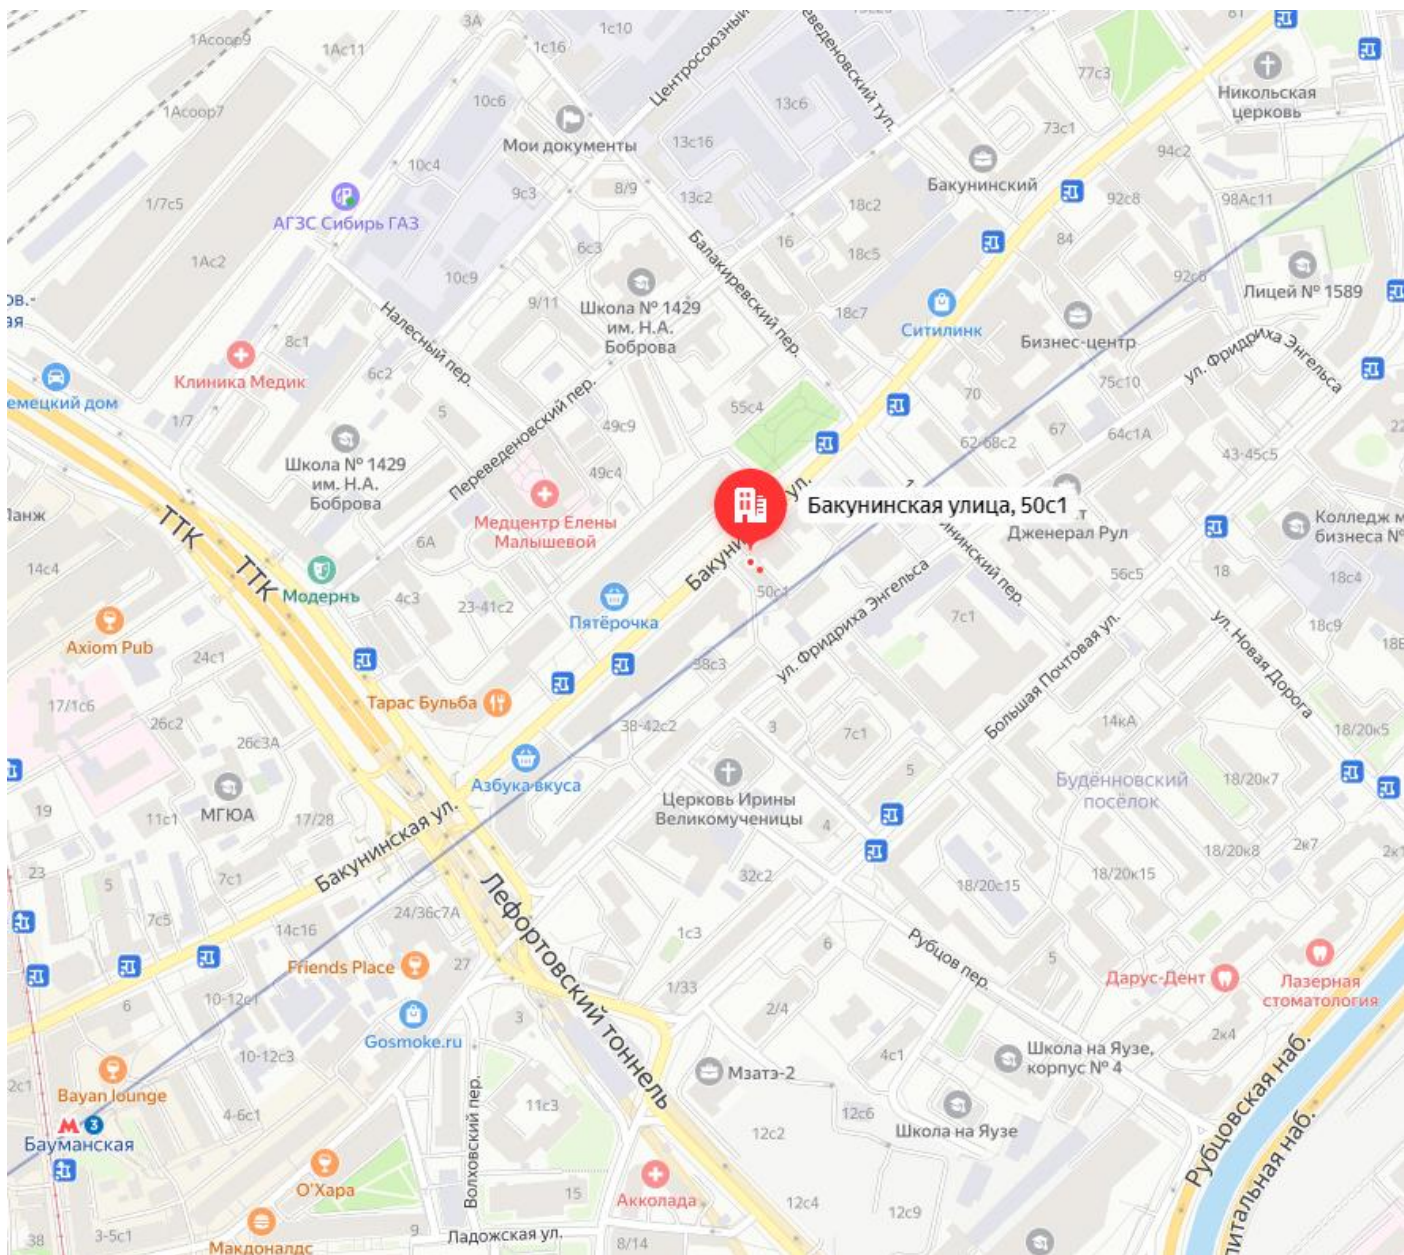 3А
1с10
1Асоор9
1Ас11
1с16
Центросоюзный
81
77с3
Никольская
церковь
10с6
13с6
1Асоор7
Мои документы
13с16
73с1
94с2
10с4
Бакунинский
9с3
8/9
13с2
18с2
92с8
98Ас11
1/7с5
АГЗС Сибирь ГАЗ
16
84
6с3
18с5
1Ас2
10с9
92с6
Балакиревский пер.
Лицей № 1589
Школа № 1429
им. Н.А.
Боброва
9/11
18с7
Ситилинк
Бизнес-центр
Налесный пер.
8с1
ул. Фридриха Энгельса
Клиника Медик
6с2
75с10
5
55с4
70
1/7
49с9
67
64с1А
62-68с2
Переведеновский пер.
43-45с5
Школа № 1429
им. Н.А.
Боброва
49с4
Медцентр Елены
Малышевой
Бакунинская улица, 50с1
ТТК
ТТК
6А
Дженерал Рул
14с4
Модернъ
4с3
23-41с2
Пятёрочка
50с1
56с5
18
18с4
7с1
ул. Фридриха Энгельса
18с9
Axiom Pub
24с1
38с3
Большая Почтовая ул.
ул. Новая Дорога
17/1с6
Тарас Бульба
26с2
26с3А
38-42с2
3
7с1
14кА
18/20к5
Азбука вкуса
Церковь Ирины
Великомученицы
5
Будённовский
посёлок
18/20к7
19
11с1
МГЮА
17/28
4
Бакунинская ул.
18/20к8
2к7
23
5
7с1
32с2
18/20с15
18/20к15
7с5
14с16
24/36с7А
Лефортовский тоннель
1с3
6
Рубцов пер.
5
Friends Place
27
Дарус-Дент
Лазерная
стоматология
6
10-12с1
1/33
2/4
3
Gosmoke.ru
2к4
10-12с3
4с1
Школа на Яузе,
корпус № 4
Мзатэ-2
Bayan lounge
4-6с1
Волховский пер.
11с3
12с6
Школа на Яузе
12с2
3
Бауманская
Рубцовская наб.
О'Хара
Акколада
15
12с4
12с9
38
3-5с1
Макдоналдс
9
Ладожская ул.
8/14